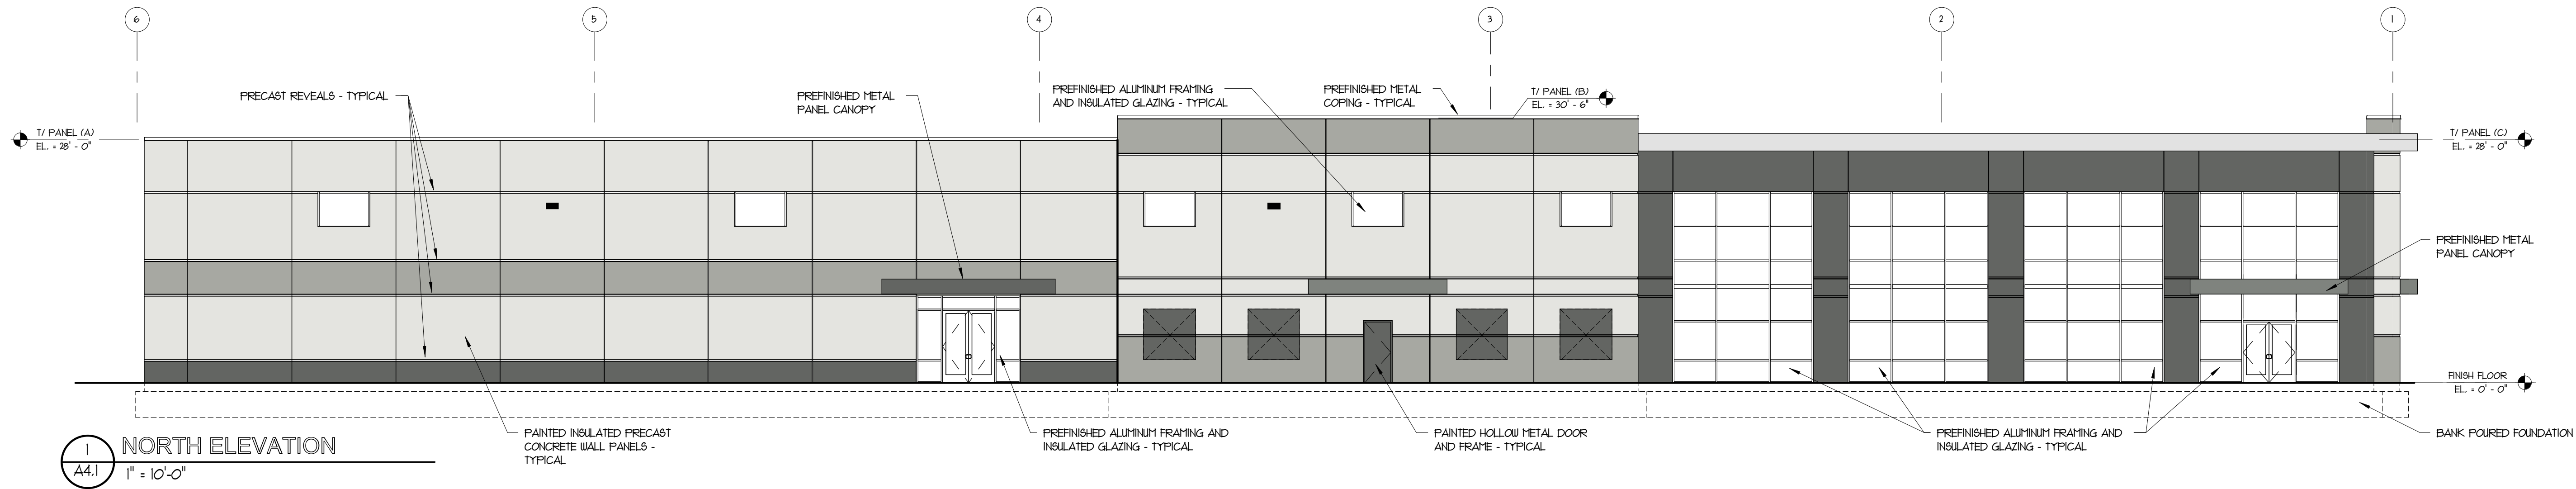 6
5
4
3
2
1
PRECAST REVEALS - TYPICAL
PREFINISHED METAL
PANEL CANOPY
PREFINISHED ALUMINUM FRAMING
AND INSULATED GLAZING - TYPICAL
PREFINISHED METAL
COPING - TYPICAL
T/ PANEL (B)
EL. = 30' - 6"
T/ PANEL (A)
EL. = 28' - 0"
T/ PANEL (C)
EL. = 28' - 0"
PREFINISHED METAL
PANEL CANOPY
FINISH FLOOR
EL. = 0' - 0"
PAINTED INSULATED PRECAST
CONCRETE WALL PANELS -
TYPICAL
PREFINISHED ALUMINUM FRAMING AND
INSULATED GLAZING - TYPICAL
PAINTED HOLLOW METAL DOOR
AND FRAME - TYPICAL
PREFINISHED ALUMINUM FRAMING AND
INSULATED GLAZING - TYPICAL
BANK POURED FOUNDATION
1
A4.1
NORTH ELEVATION
1" = 10'-0"